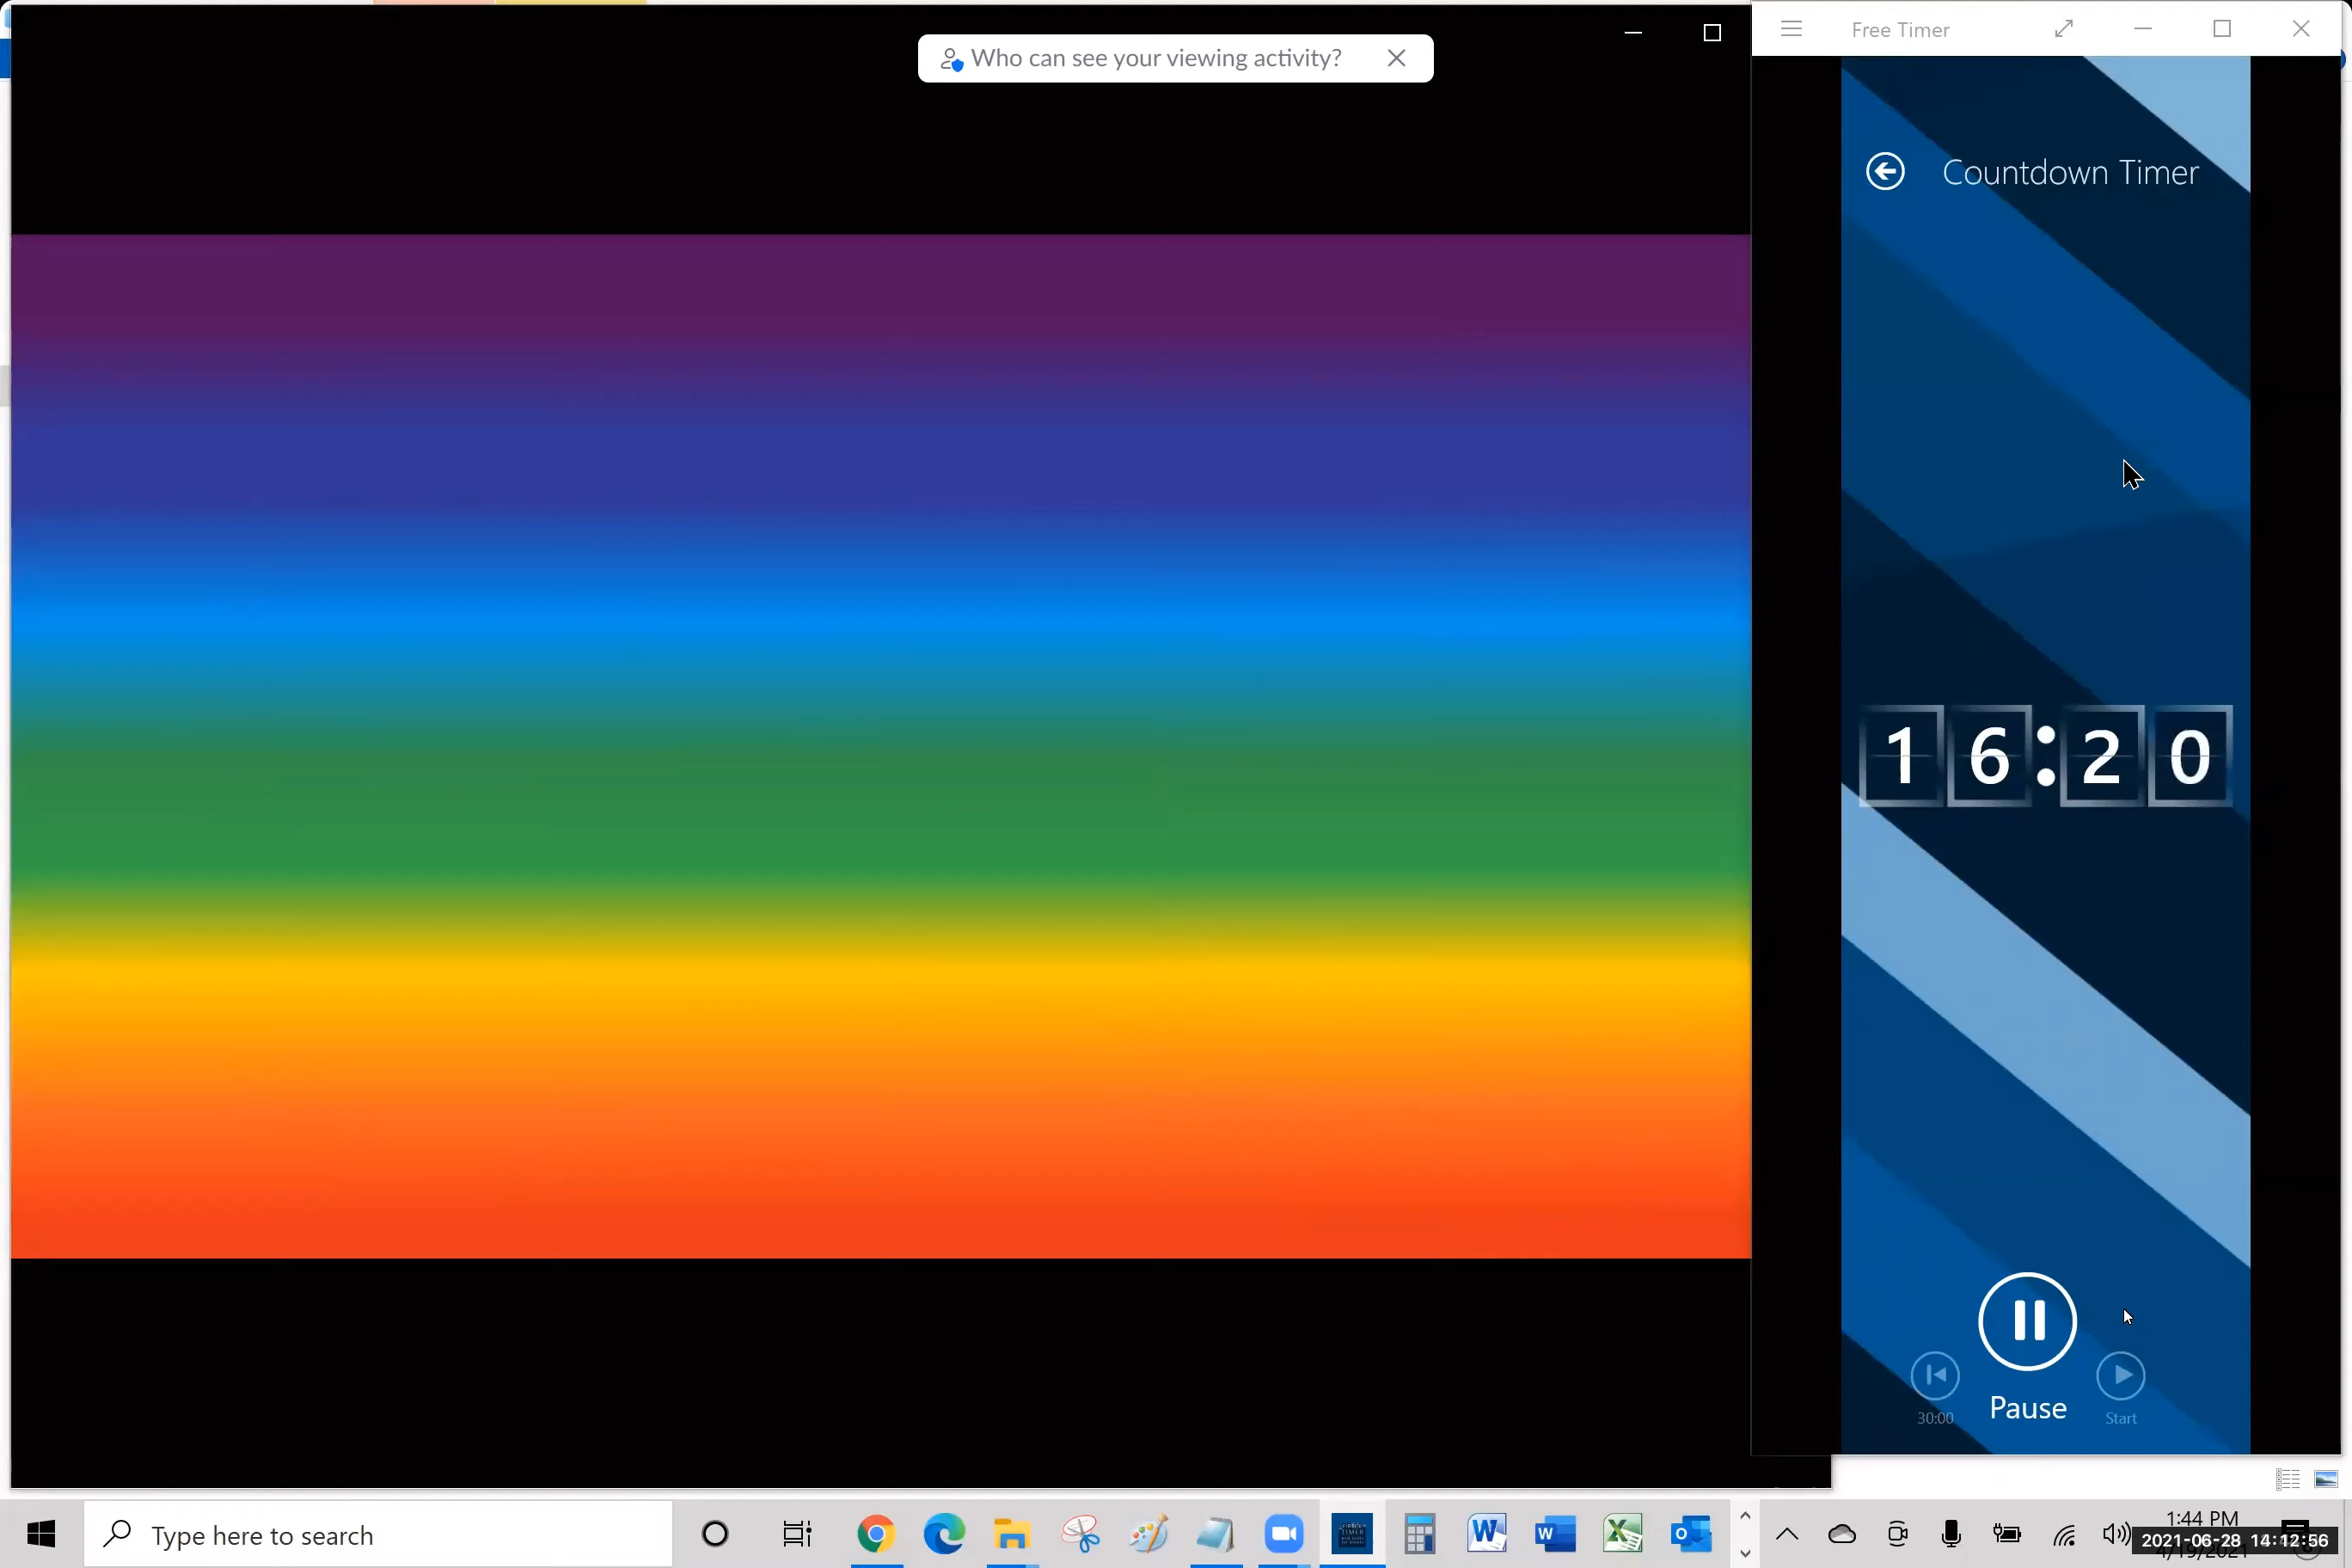 Who can see your viewing activity?
Free Timer
Countdown Timer
16:20
Pause
30:00
Start
Type here to search
1:44 PM
2021-06-28 14:12:56